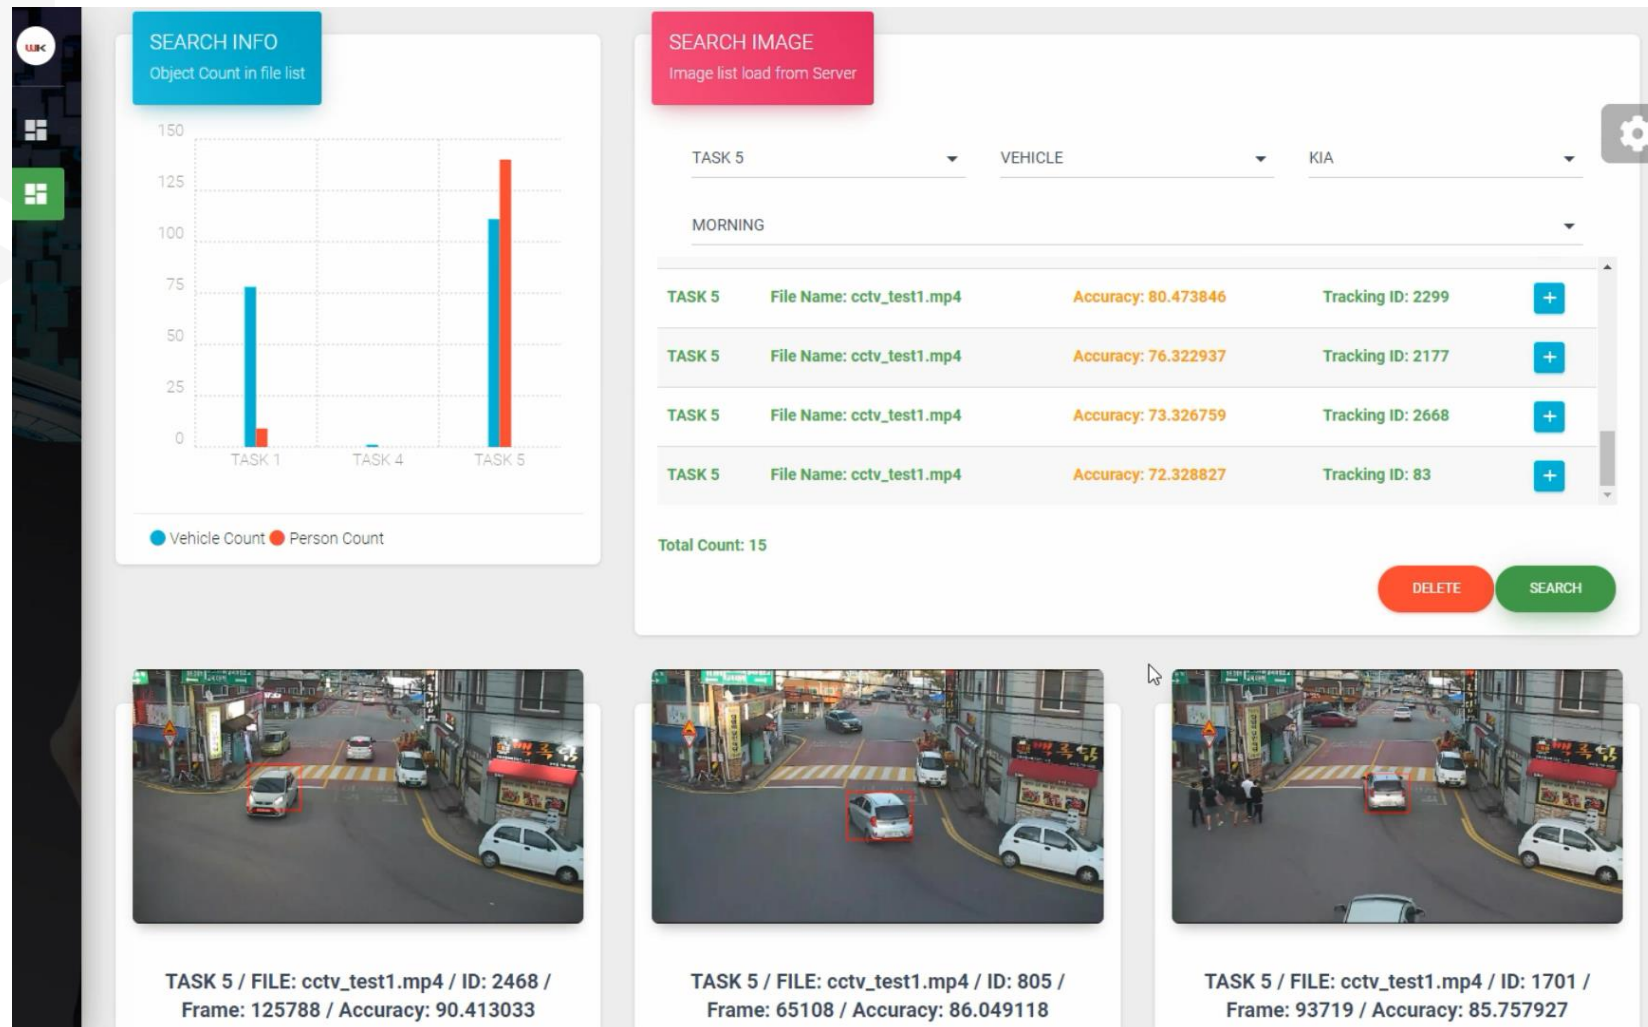 WK
SEARCH INFO
Object Count in file list
150
125
100
75
50
25
0
TASK 1 TASK 4 TASK 5
Vehicle Count Person Count
SEARCH IMAGE
Image list load from Server
TASK 5 VEHICLE KIA
MORNING
TASK 5 File Name: cctv_test1.mp4 Accuracy: 80.473846 Tracking ID: 2299 +
TASK 5 File Name: cctv_test1.mp4 Accuracy: 76.322937 Tracking ID: 2177 +
TASK 5 File Name: cctv_test1.mp4 Accuracy: 73.326759 Tracking ID: 2668 +
TASK 5 File Name: cctv_test1.mp4 Accuracy: 72.328827 Tracking ID: 83 +
Total Count: 15
DELETE SEARCH
TASK 5 / FILE: cctv_test1.mp4 / ID: 2468 /
Frame: 125788 / Accuracy: 90.413033
TASK 5 / FILE: cctv_test1.mp4 / ID: 805 /
Frame: 65108 / Accuracy: 86.049118
TASK 5 / FILE: cctv_test1.mp4 / ID: 1701 /
Frame: 93719 / Accuracy: 85.757927